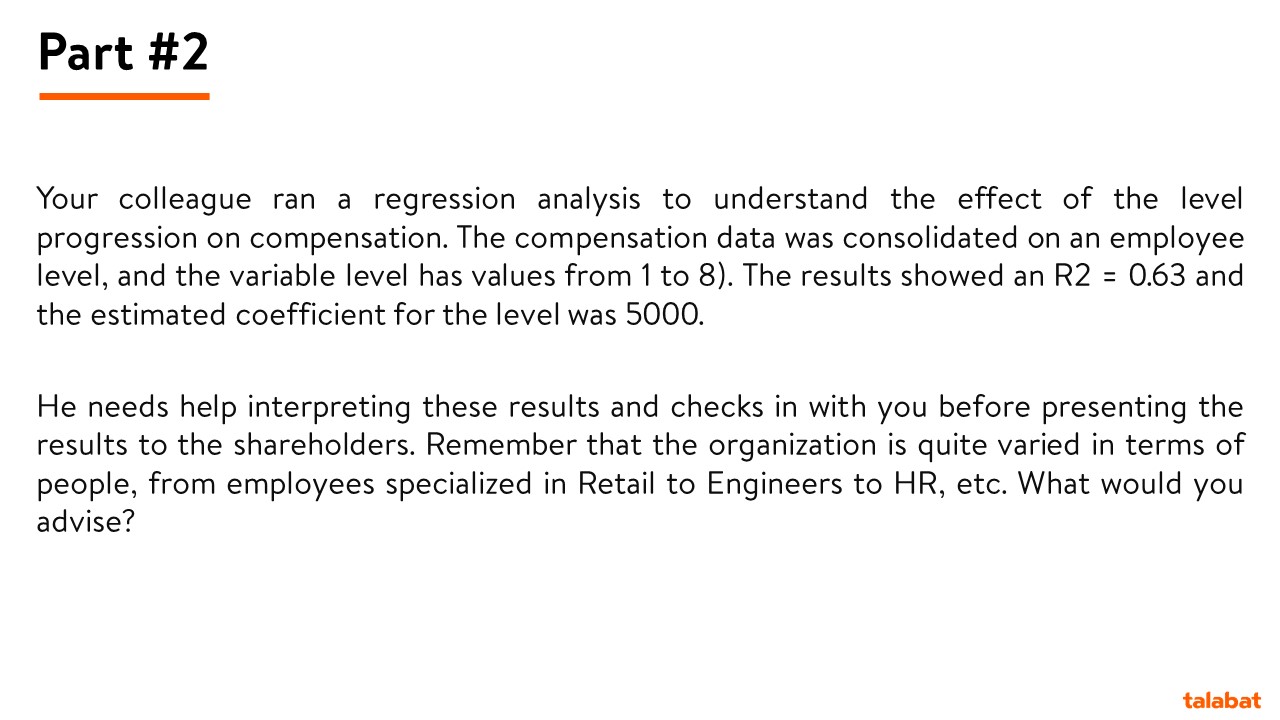 Part #2
Your colleague ran a regression analysis to understand the effect of the level
progression on compensation. The compensation data was consolidated on an employee
level, and the variable level has values from 1 to 8). The results showed an R2 = 0.63 and
the estimated coefficient for the level was 5000.
He needs help interpreting these results and checks in with you before presenting the
results to the shareholders. Remember that the organization is quite varied in terms of
people, from employees specialized in Retail to Engineers to HR, etc. What would you
advise?
talabat